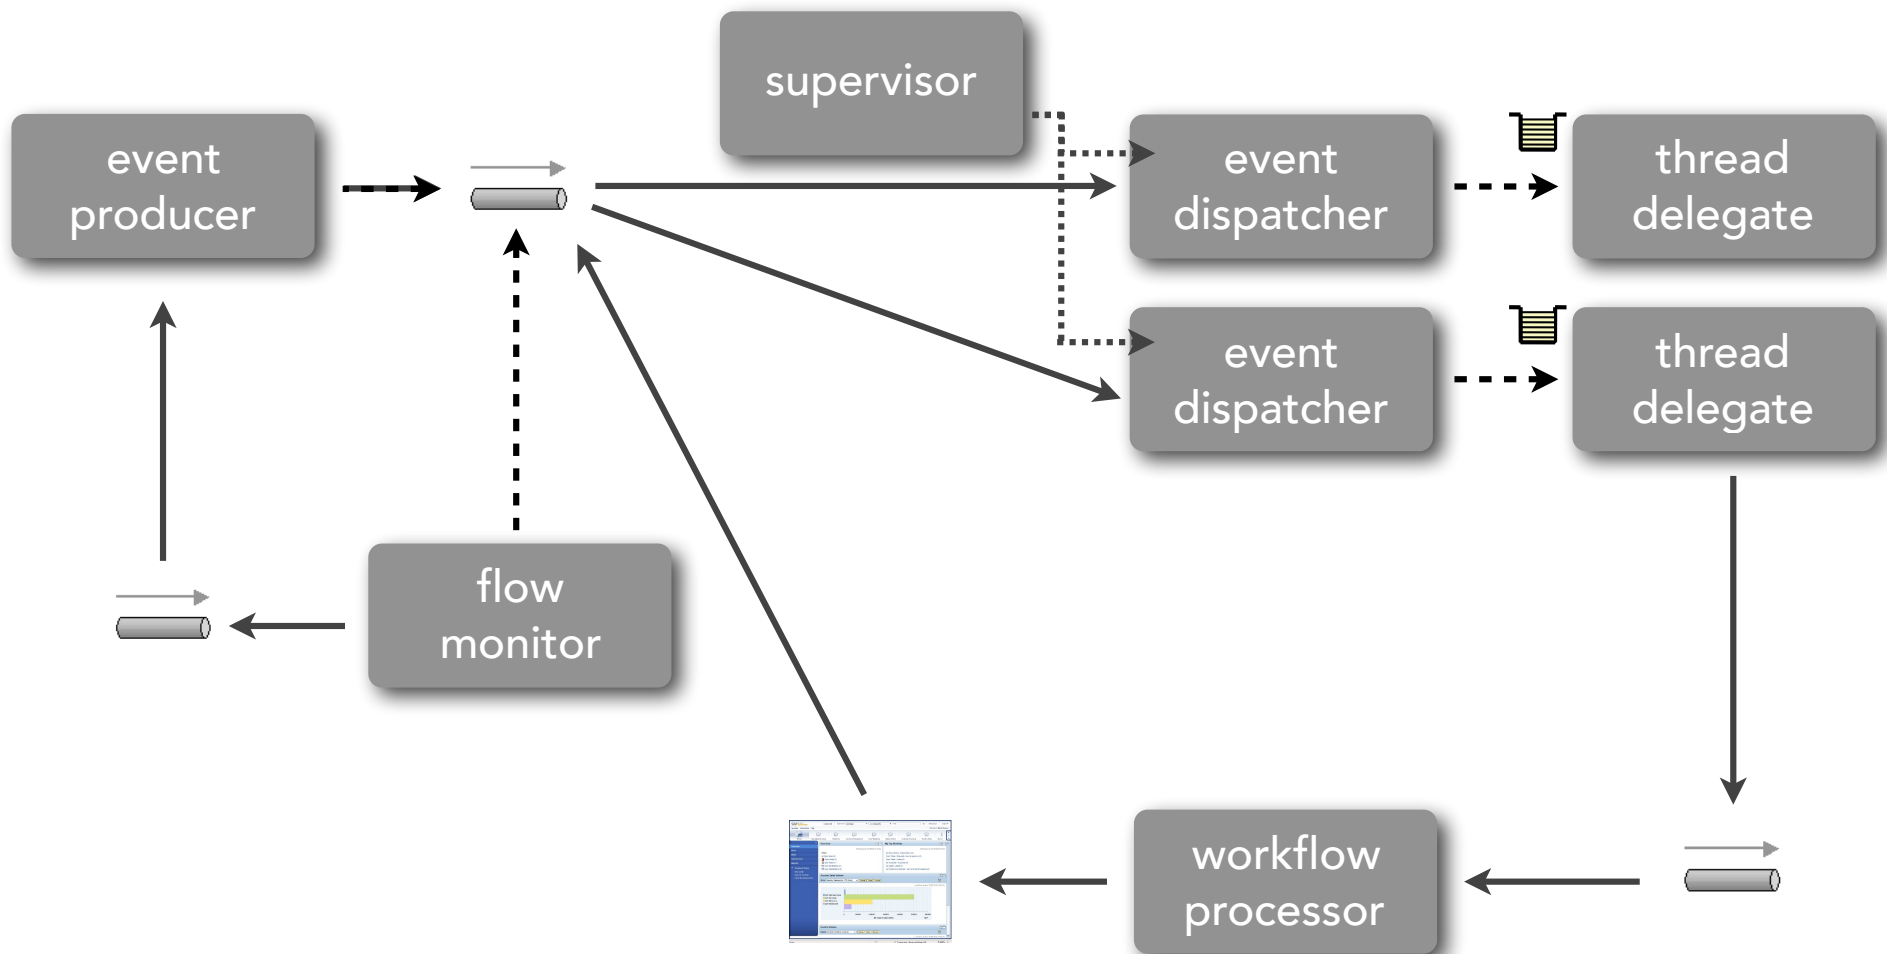 supervisor
event
producer
event
dispatcher
thread
delegate
event
dispatcher
thread
delegate
flow
monitor
workflow
processor